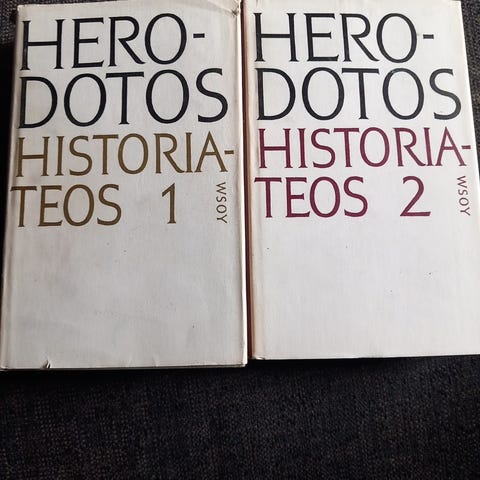 HERO-
DOTOS
HISTORIA-
TEOS 1
WSOY
HERO-
DOTOS
HISTORIA-
TEOS 2
WSOY